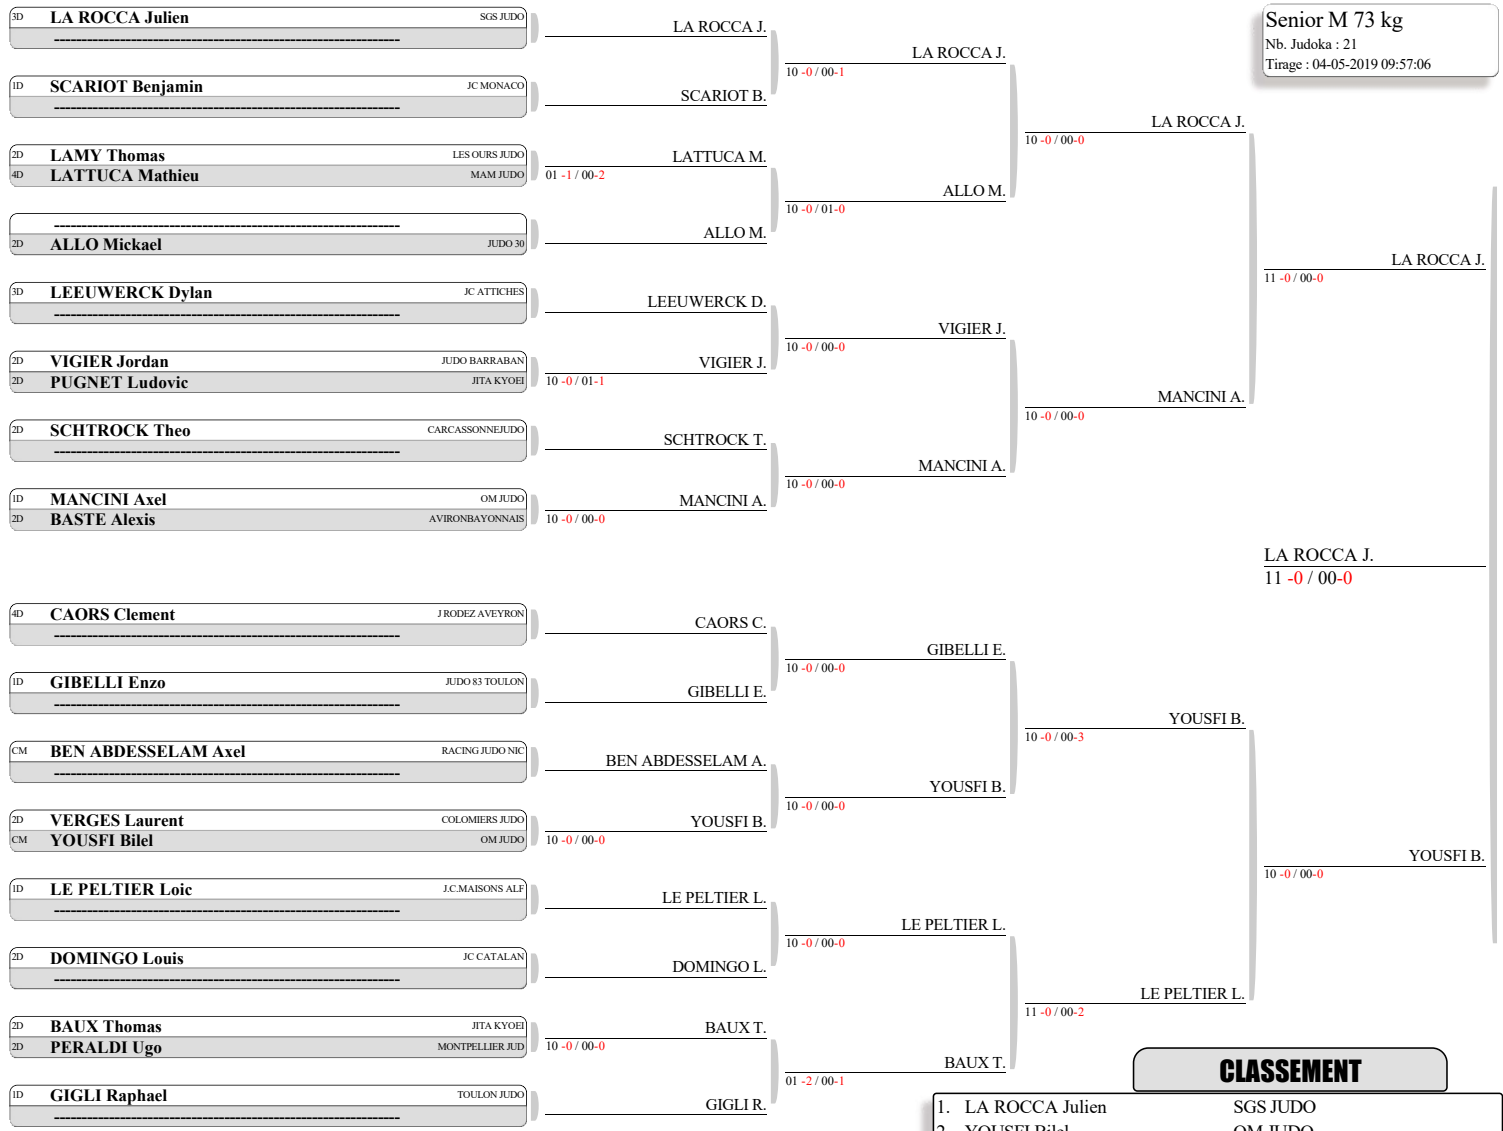 Senior M 73 kg
Nb. Judoka : 21
Tirage : 04-05-2019 09:57:06
3D LA ROCCA Julien SGS JUDO
------------------------------------------------------------
1D SCARIOT Benjamin JC MONACO
------------------------------------------------------------
2D LAMY Thomas LES OURS JUDO
4D LATTUCA Mathieu MAM JUDO
------------------------------------------------------------
2D ALLO Mickael JUDO 30
3D LEEUWERCK Dylan JC ATTICHES
------------------------------------------------------------
2D VIGIER Jordan JUDO BARRABAN
2D PUGNET Ludovic JITA KYOEI
2D SCHTROCK Theo CARCASSONNEJUDO
------------------------------------------------------------
1D MANCINI Axel OM JUDO
2D BASTE Alexis AVIRONBAYONNAIS
4D CAORS Clement J RODEZ AVEYRON
------------------------------------------------------------
1D GIBELLI Enzo JUDO 83 TOULON
------------------------------------------------------------
CM BEN ABDESSELAM Axel RACING JUDO NIC
------------------------------------------------------------
2D VERGES Laurent COLOMIERS JUDO
CM YOUSFI Bilel OM JUDO
1D LE PELTIER Loic J.C.MAISONS ALF
------------------------------------------------------------
2D DOMINGO Louis JC CATALAN
------------------------------------------------------------
2D BAUX Thomas JITA KYOEI
2D PERALDI Ugo MONTPELLIER JUD
1D GIGLI Raphael TOULON JUDO
------------------------------------------------------------
LA ROCCA J.
SCARIOT B.
LATTUCA M.
01 -1 / 00-2
ALLO M.
LEEUWERCK D.
VIGIER J.
10 -0 / 01-1
SCHTROCK T.
MANCINI A.
10 -0 / 00-0
CAORS C.
GIBELLI E.
BEN ABDESSELAM A.
YOUSFI B.
10 -0 / 00-0
LE PELTIER L.
DOMINGO L.
BAUX T.
10 -0 / 00-0
GIGLI R.
LA ROCCA J.
10 -0 / 00-1
ALLO M.
10 -0 / 01-0
VIGIER J.
10 -0 / 00-0
MANCINI A.
10 -0 / 00-0
GIBELLI E.
10 -0 / 00-0
YOUSFI B.
10 -0 / 00-0
LE PELTIER L.
10 -0 / 00-0
BAUX T.
01 -2 / 00-1
LA ROCCA J.
10 -0 / 00-0
MANCINI A.
10 -0 / 00-0
YOUSFI B.
10 -0 / 00-3
LE PELTIER L.
11 -0 / 00-2
LA ROCCA J.
11 -0 / 00-0
YOUSFI B.
10 -0 / 00-0
LA ROCCA J.
11 -0 / 00-0
CLASSEMENT
1. LA ROCCA Julien SGS JUDO
2. YOUSFI Bilel OM JUDO